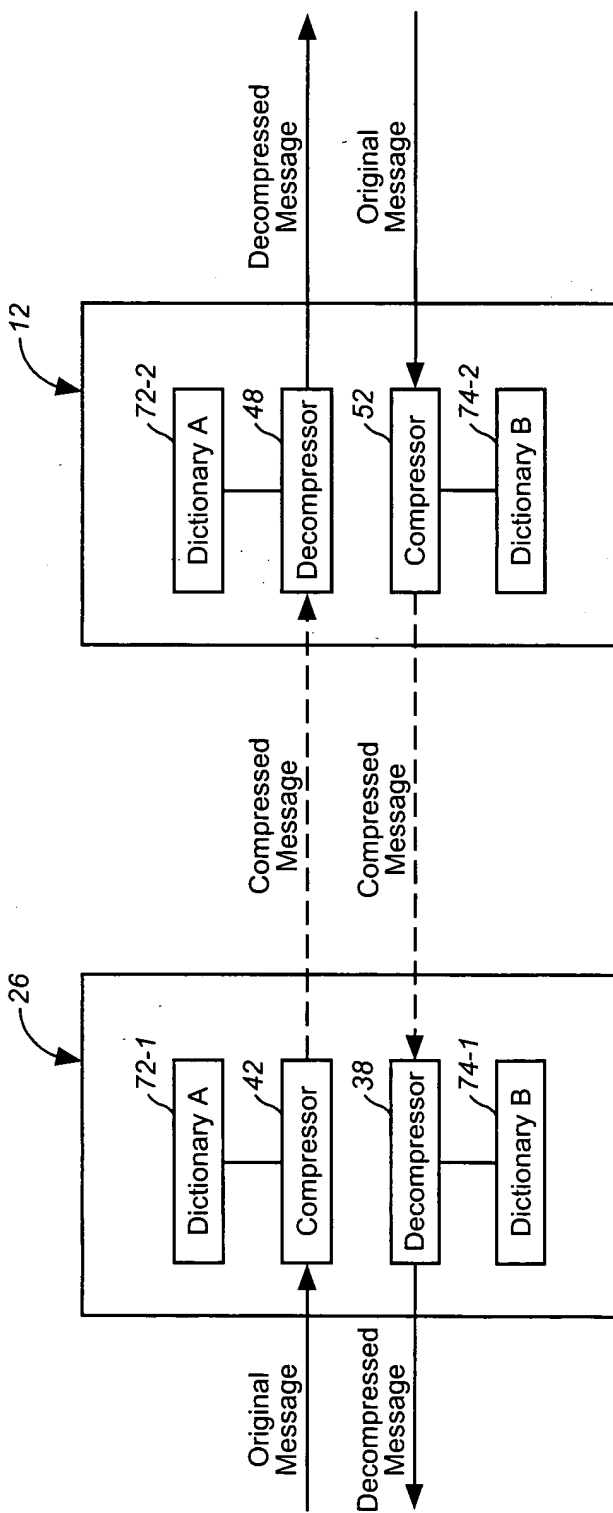 26
72-1
Dictionary A
42
Compressor
38
Decompressor
74-1
Dictionary B
Original
Message
Decompressed
Message
Compressed
Message
Compressed
Message
12
72-2
Dictionary A
48
Decompressor
52
Compressor
74-2
Dictionary B
Decompressed
Message
Original
Message